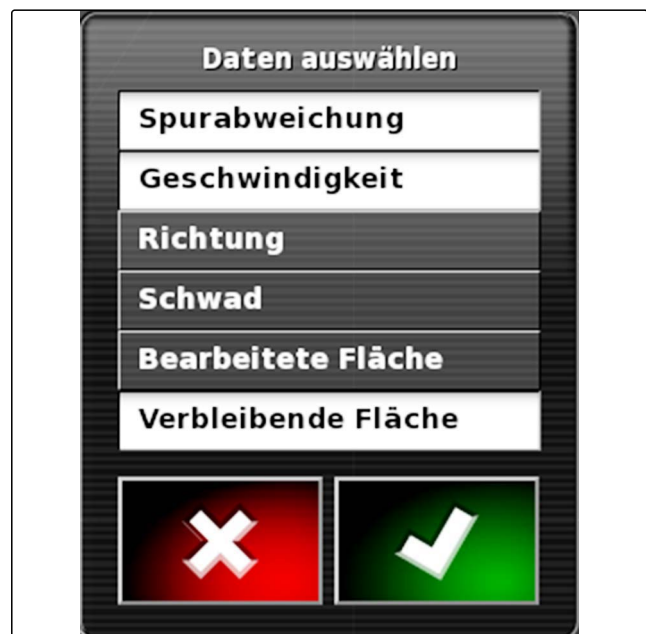 Daten auswählen
Spurabweichung
Geschwindigkeit
Richtung
Schwad
Bearbeitete Fläche
Verbleibende Fläche